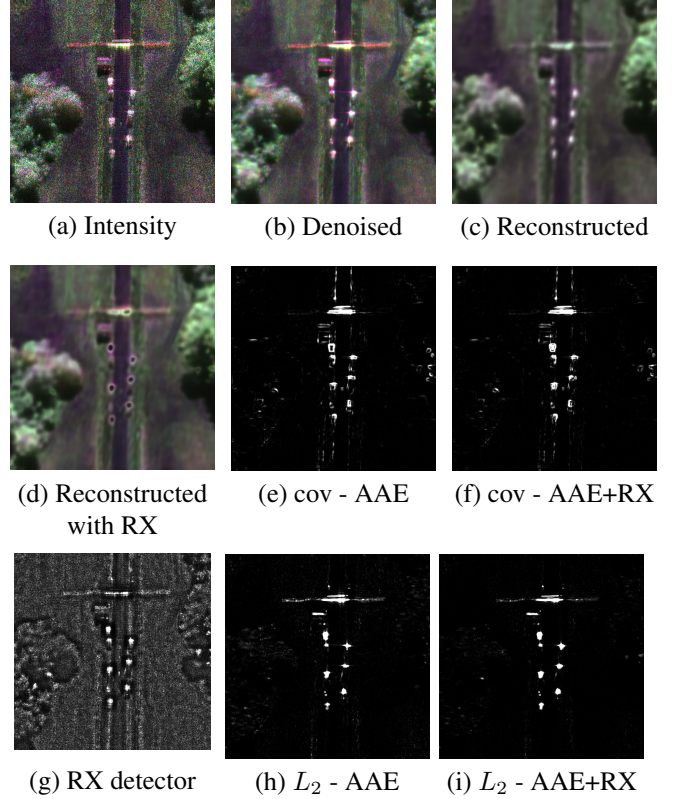 (a) Intensity
(b) Denoised
(c) Reconstructed
(d) Reconstructed
with RX
(e) cov - AAE
(f) cov - AAE+RX
(g) RX detector
(h) L₂ - AAE
(i) L₂ - AAE+RX